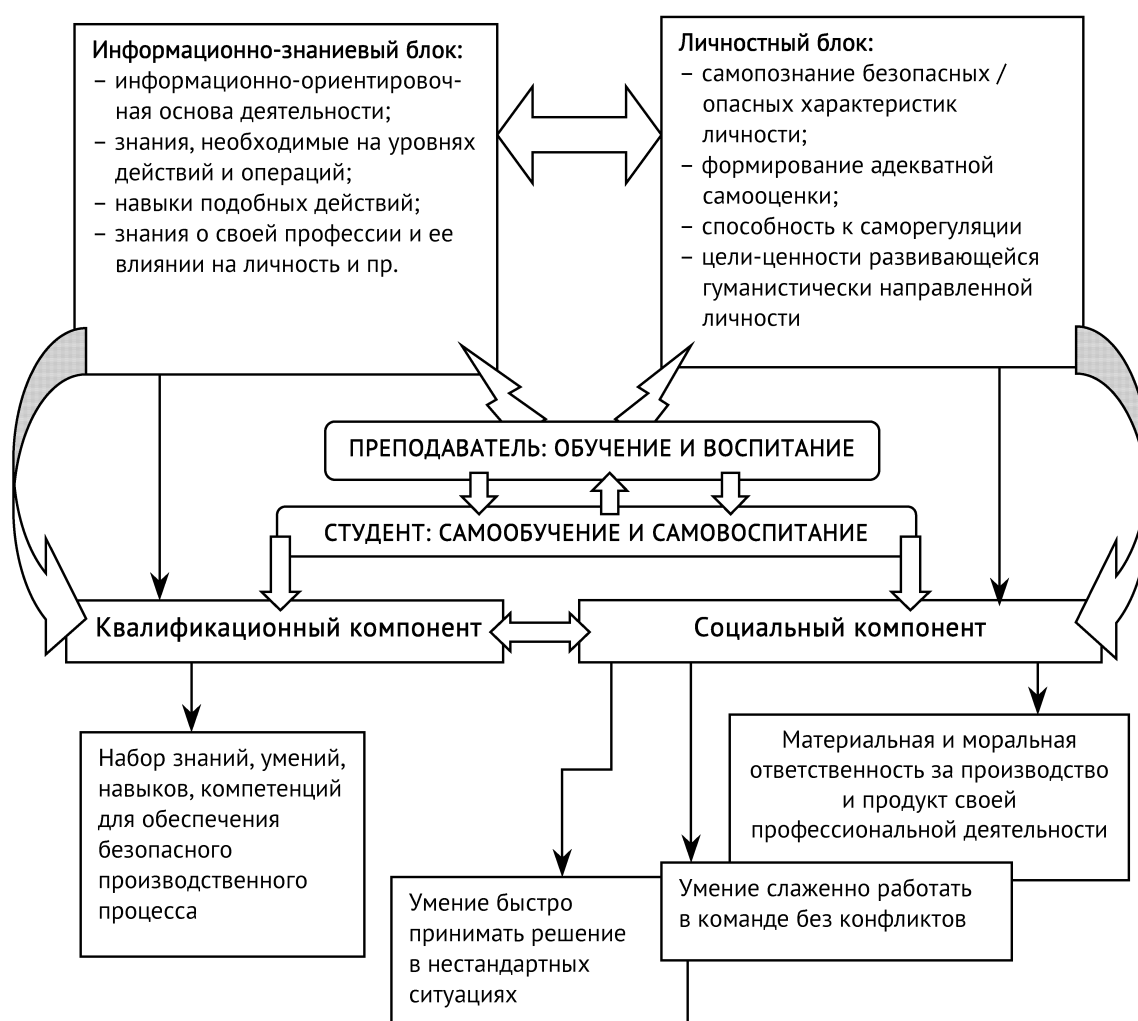 Информационно-знаниевый блок:
– информационно-ориентировоч-
ная основа деятельности;
– знания, необходимые на уровнях
действий и операций;
– навыки подобных действий;
– знания о своей профессии и ее
влиянии на личность и пр.
Личностный блок:
– самопознание безопасных /
опасных характеристик
личности;
– формирование адекватной
самооценки;
– способность к саморегуляции
– цели-ценности развивающейся
гуманистически направленной
личности
ПРЕПОДАВАТЕЛЬ: ОБУЧЕНИЕ И ВОСПИТАНИЕ
СТУДЕНТ: САМООБУЧЕНИЕ И САМОВОСПИТАНИЕ
Квалификационный компонент
Социальный компонент
Набор знаний, умений,
навыков, компетенций
для обеспечения
безопасного
производственного
процесса
Умение быстро
принимать решение
в нестандартных
ситуациях
Умение слаженно работать
в команде без конфликтов
Материальная и моральная
ответственность за производство
и продукт своей
профессиональной деятельности